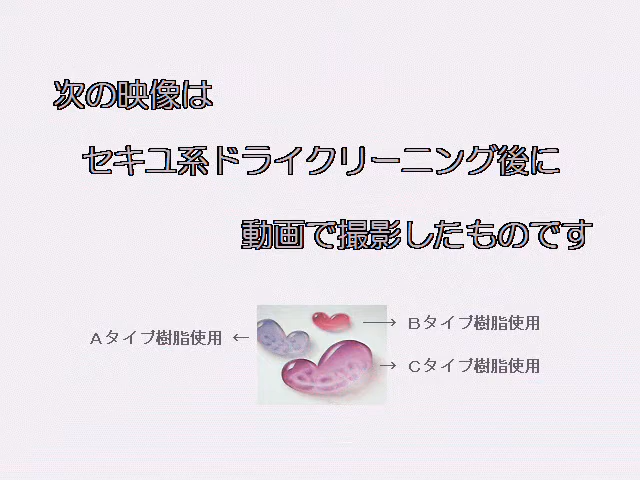 次の映像は
セキユ系ドライクリーニング後に
動画で撮影したものです
Aタイプ樹脂使用 ←
→ Bタイプ樹脂使用
→ Cタイプ樹脂使用